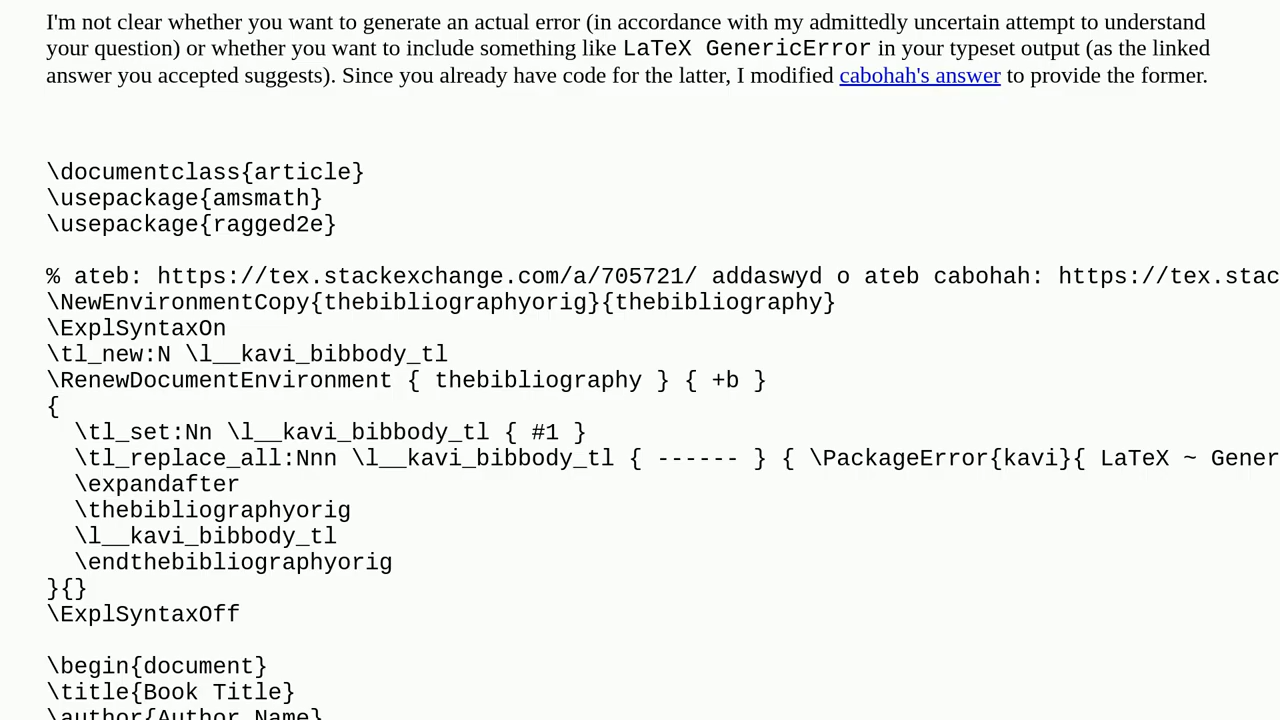 I'm not clear whether you want to generate an actual error (in accordance with my admittedly uncertain attempt to understand
your question) or whether you want to include something like LaTeX GenericError in your typeset output (as the linked
answer you accepted suggests). Since you already have code for the latter, I modified cabohah's answer to provide the former.
\documentclass{article}
\usepackage{amsmath}
\usepackage{ragged2e}
% ateb: https://tex.stackexchange.com/a/705721/ addaswyd o ateb cabohah: https://tex.stac
\NewEnvironmentCopy{thebibliographyorig}{thebibliography}
\ExplSyntaxOn
\tl_new:N \l__kavi_bibbody_tl
\RenewDocumentEnvironment { thebibliography } { +b }
{
  \tl_set:Nn \l__kavi_bibbody_tl { #1 }
  \tl_replace_all:Nnn \l__kavi_bibbody_tl { ------ } { \PackageError{kavi}{ LaTeX ~ Gener
  \expandafter
  \thebibliographyorig
  \l__kavi_bibbody_tl
  \endthebibliographyorig
}{}
\ExplSyntaxOff
\begin{document}
\title{Book Title}
\author{Author Name}